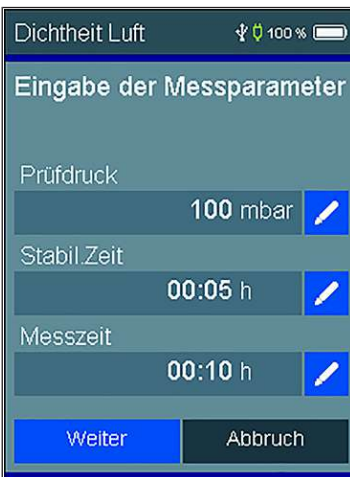 Dichtheit Luft 100 %
Eingabe der Messparameter
Prüfdruck
100 mbar
Stabil.Zeit
00:05 h
Messzeit
00:10 h
Weiter Abbruch